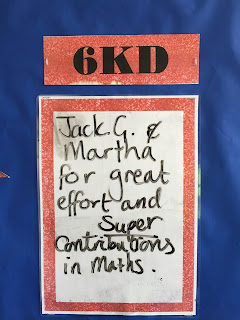 6KD
Jack. G. &
Martha
for great
effort and
Super
Contributions
in Maths.